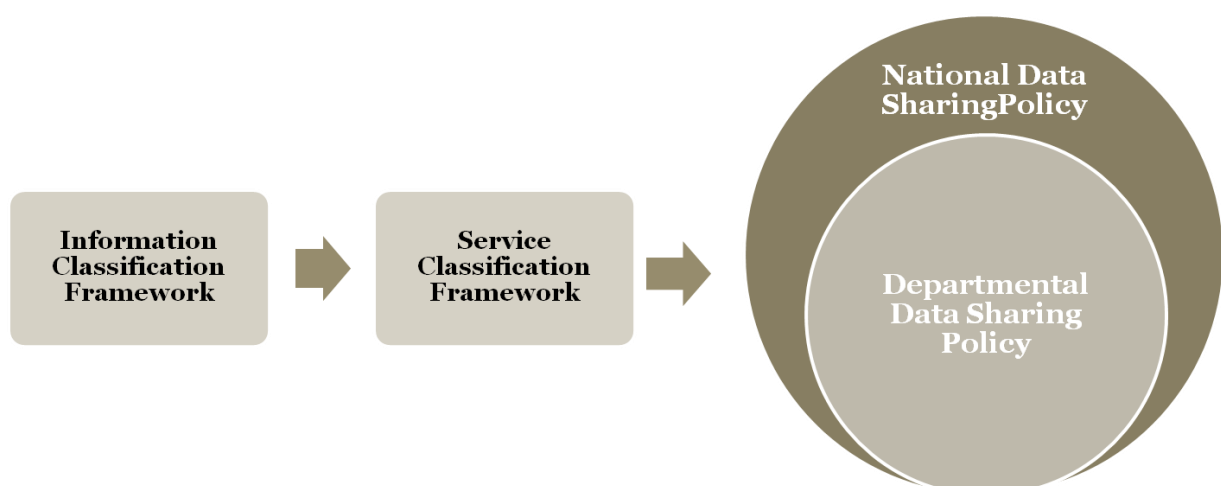 Information
Classification
Framework
Service
Classification
Framework
National Data
SharingPolicy
Departmental
Data Sharing
Policy